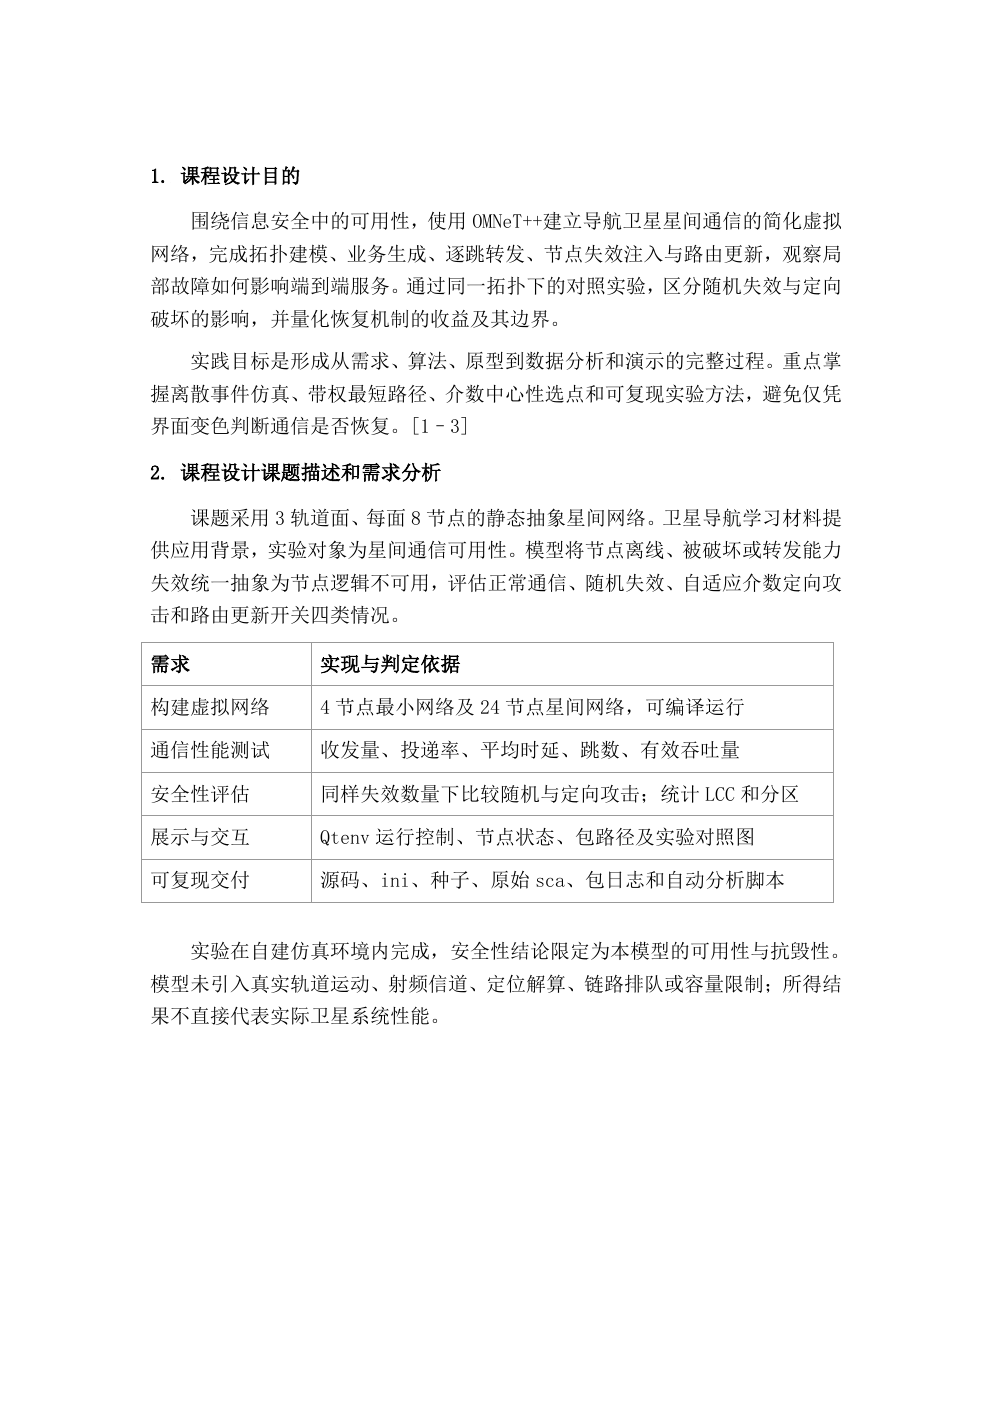 1. 课程设计目的
围绕信息安全中的可用性，使用 OMNeT++建立导航卫星星间通信的简化虚拟
网络，完成拓扑建模、业务生成、逐跳转发、节点失效注入与路由更新，观察局
部故障如何影响端到端服务。通过同一拓扑下的对照实验，区分随机失效与定向
破坏的影响，并量化恢复机制的收益及其边界。
实践目标是形成从需求、算法、原型到数据分析和演示的完整过程。重点掌
握离散事件仿真、带权最短路径、介数中心性选点和可复现实验方法，避免仅凭
界面变色判断通信是否恢复。[1–3]
2. 课程设计课题描述和需求分析
课题采用 3 轨道面、每面 8 节点的静态抽象星间网络。卫星导航学习材料提
供应用背景，实验对象为星间通信可用性。模型将节点离线、被破坏或转发能力
失效统一抽象为节点逻辑不可用，评估正常通信、随机失效、自适应介数定向攻
击和路由更新开关四类情况。
需求 实现与判定依据
构建虚拟网络 4 节点最小网络及 24 节点星间网络，可编译运行
通信性能测试 收发量、投递率、平均时延、跳数、有效吞吐量
安全性评估 同样失效数量下比较随机与定向攻击；统计 LCC 和分区
展示与交互 Qtenv 运行控制、节点状态、包路径及实验对照图
可复现交付 源码、ini、种子、原始 sca、包日志和自动分析脚本
实验在自建仿真环境内完成，安全性结论限定为本模型的可用性与抗毁性。
模型未引入真实轨道运动、射频信道、定位解算、链路排队或容量限制；所得结
果不直接代表实际卫星系统性能。